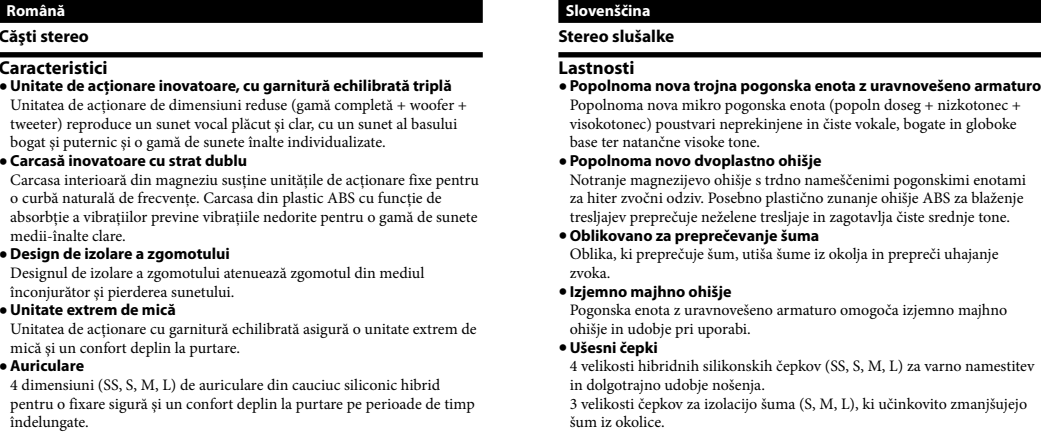 Română
Căşti stereo
Caracteristici
● Unitate de acţionare inovatoare, cu garnitură echilibrată triplă
Unitatea de acţionare de dimensiuni reduse (gamă completă + woofer +
tweeter) reproduce un sunet vocal plăcut şi clar, cu un sunet al basului
bogat şi puternic şi o gamă de sunete înalte individualizate.
● Carcasă inovatoare cu strat dublu
Carcasa interioară din magneziu susţine unităţile de acţionare fixe pentru
o curbă naturală de frecvenţe. Carcasa din plastic ABS cu funcţie de
absorbţie a vibraţiilor previne vibraţiile nedorite pentru o gamă de sunete
medii-înalte clare.
● Design de izolare a zgomotului
Designul de izolare a zgomotului atenuează zgomotul din mediul
înconjurător şi pierderea sunetului.
● Unitate extrem de mică
Unitatea de acţionare cu garnitură echilibrată asigură o unitate extrem de
mică şi un confort deplin la purtare.
● Auriculare
4 dimensiuni (SS, S, M, L) de auriculare din cauciuc siliconic hibrid
pentru o fixare sigură şi un confort deplin la purtare pe perioade de timp
îndelungate.
Slovenščina
Stereo slušalke
Lastnosti
● Popolnoma nova trojna pogonska enota z uravnovešeno armaturo
Popolnoma nova mikro pogonska enota (popoln doseg + nizkotonec +
visokotonec) poustvari neprekinjene in čiste vokale, bogate in globoke
base ter natančne visoke tone.
● Popolnoma novo dvoplastno ohišje
Notranje magnezijevo ohišje s trdno nameščenimi pogonskimi enotami
za hiter zvočni odziv. Posebno plastično zunanje ohišje ABS za blaženje
tresljajev preprečuje neželene tresljaje in zagotavlja čiste srednje tone.
● Oblikovano za preprečevanje šuma
Oblika, ki preprečuje šum, utiša šume iz okolja in prepreči uhajanje
zvoka.
● Izjemno majhno ohišje
Pogonska enota z uravnovešeno armaturo omogoča izjemno majhno
ohišje in udobje pri uporabi.
● Ušesni čepki
4 velikosti hibridnih silikonskih čepkov (SS, S, M, L) za varno namestitev
in dolgotrajno udobje nošenja.
3 velikosti čepkov za izolacijo šuma (S, M, L), ki učinkovito zmanjšujejo
šum iz okolice.